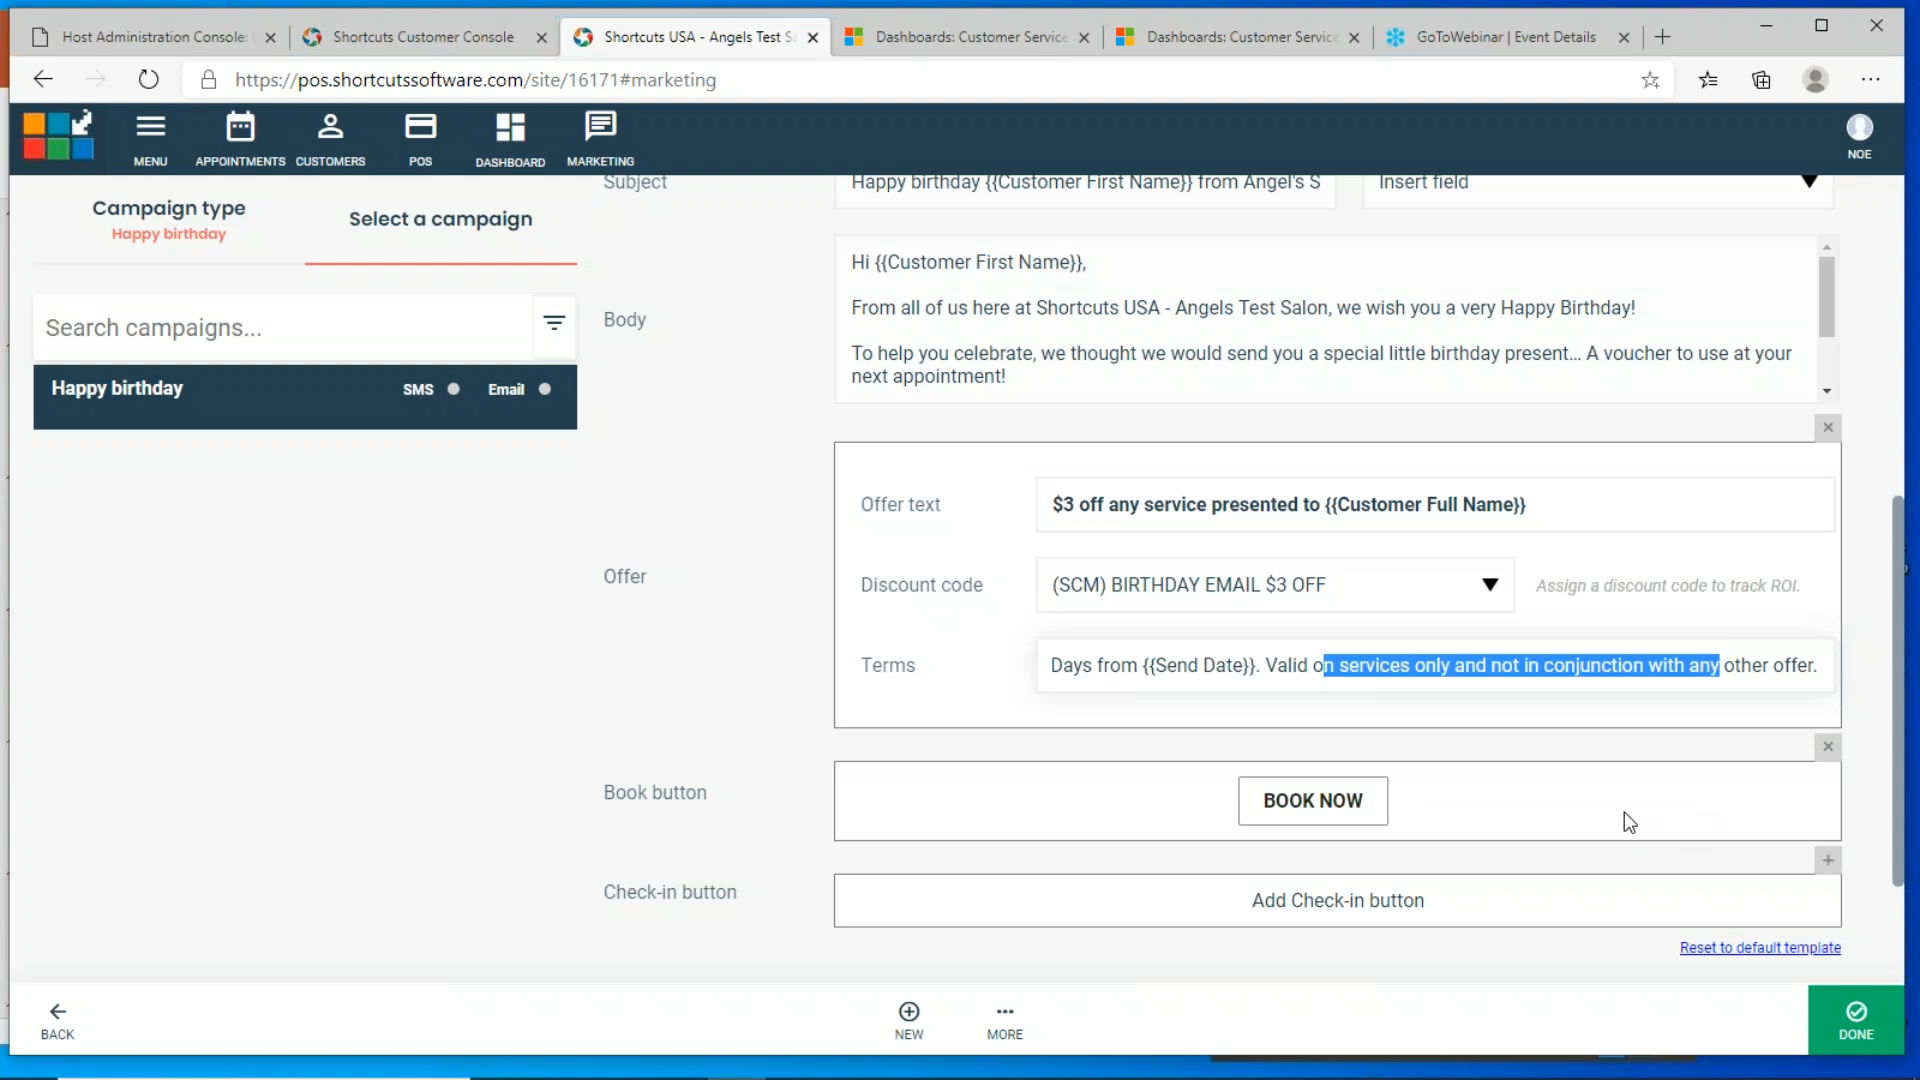 Host Administration Console:
Shortcuts Customer Console
Shortcuts USA - Angels Test S
Dashboards: Customer Service
Dashboards: Customer Servic
GoToWebinar | Event Details
https://pos.shortcutssoftware.com/site/16171#marketing
MENU
APPOINTMENTS
CUSTOMERS
POS
DASHBOARD
MARKETING
NOE
Campaign type
Happy birthday
Select a campaign
Search campaigns...
Happy birthday
SMS
Email
Subject
Happy birthday {{Customer First Name}} from Angel's S
Insert field
Body
Hi {{Customer First Name}},
From all of us here at Shortcuts USA - Angels Test Salon, we wish you a very Happy Birthday!
To help you celebrate, we thought we would send you a special little birthday present... A voucher to use at your
next appointment!
Offer
Offer text
$3 off any service presented to {{Customer Full Name}}
Discount code
(SCM) BIRTHDAY EMAIL $3 OFF
Assign a discount code to track ROI.
Terms
Days from {{Send Date}}. Valid on services only and not in conjunction with any other offer.
Book button
BOOK NOW
Check-in button
Add Check-in button
Reset to default template
BACK
NEW
MORE
DONE